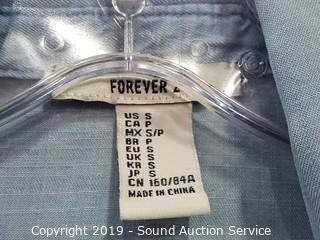 FOREVER 2
US S
CA P
MX S/P
BR P
EU S
UK S
KR S
JP S
CN 160/84A
MADE IN CHINA
Copyright 2019 - Sound Auction Service